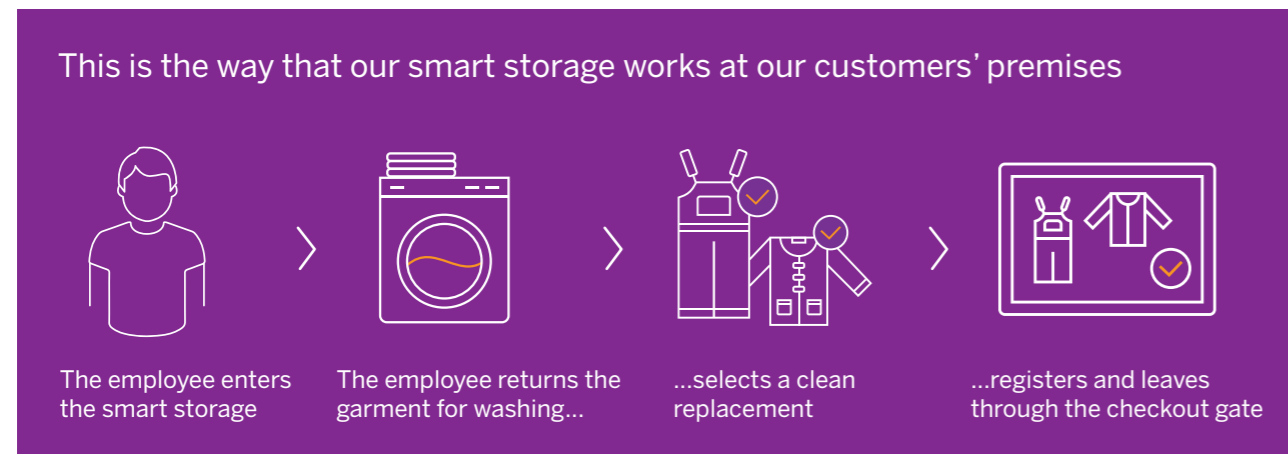 This is the way that our smart storage works at our customers’ premises
The employee enters
the smart storage
The employee returns the
garment for washing...
...selects a clean
replacement
...registers and leaves
through the checkout gate